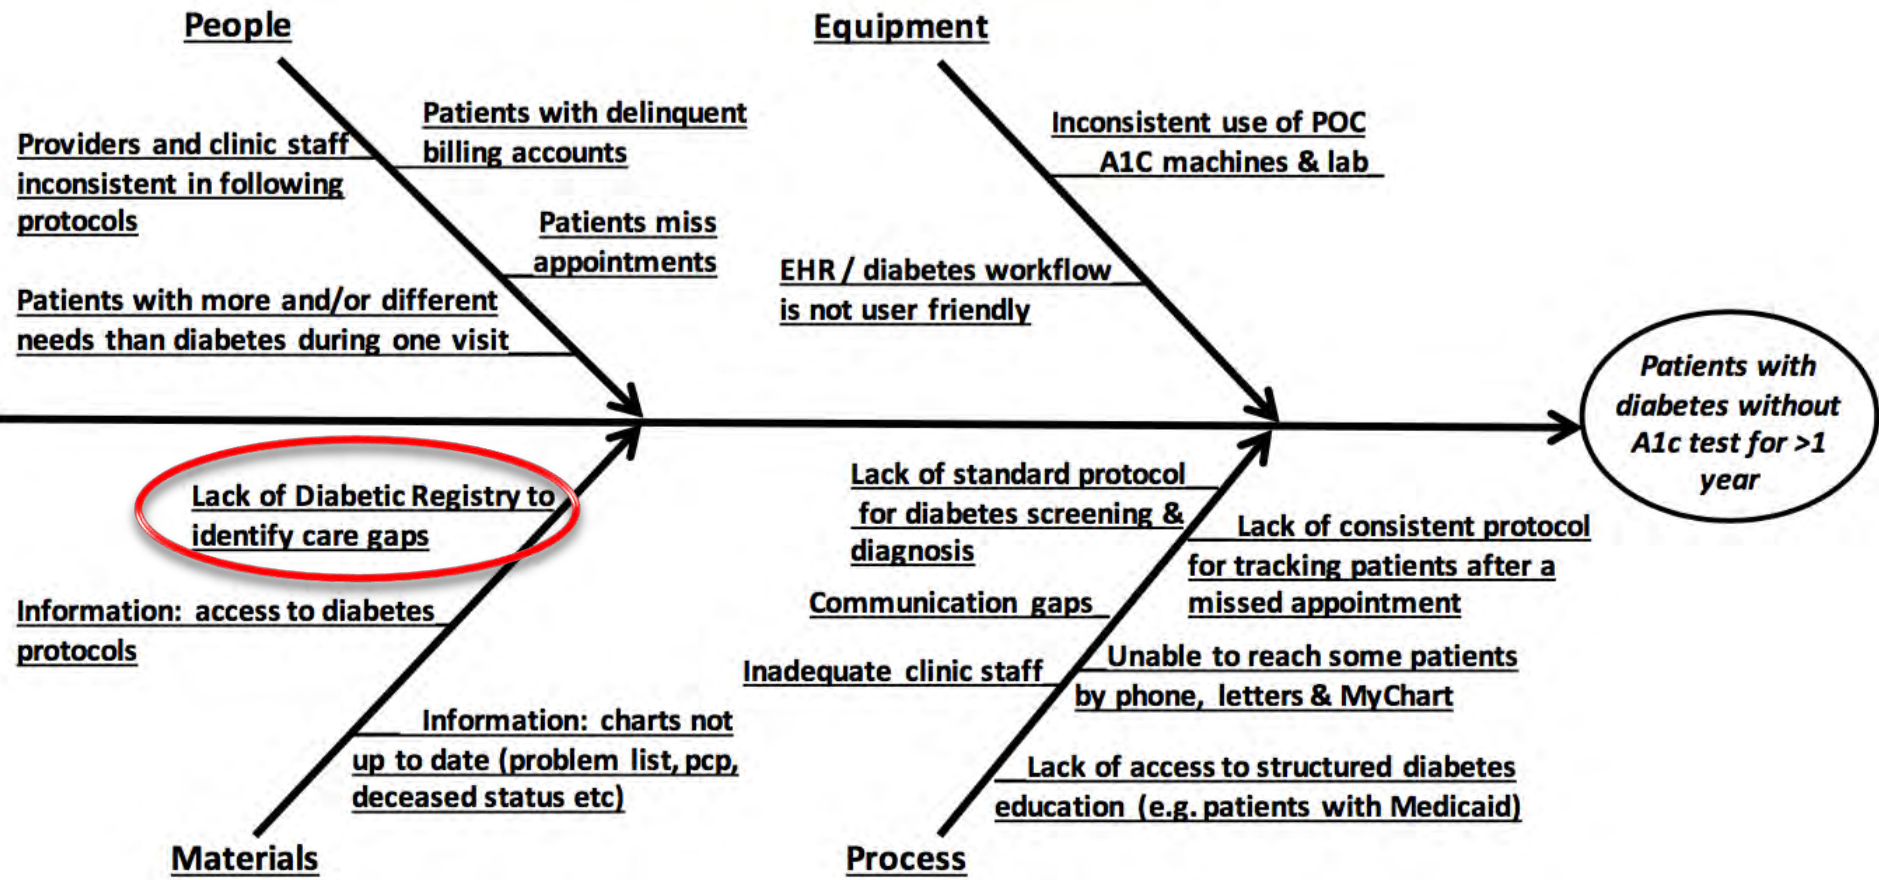 People
Providers and clinic staff
inconsistent in following
protocols
Patients with delinquent
billing accounts
Patients miss
appointments
Patients with more and/or different
needs than diabetes during one visit
Equipment
Inconsistent use of POC
A1C machines & lab
EHR / diabetes workflow
is not user friendly
Patients with
diabetes without
A1c test for >1
year
Lack of Diabetic Registry to
identify care gaps
Information: access to diabetes
protocols
Information: charts not
up to date (problem list, pcp,
deceased status etc)
Materials
Lack of standard protocol
for diabetes screening &
diagnosis
Lack of consistent protocol
for tracking patients after a
missed appointment
Communication gaps
Inadequate clinic staff
Unable to reach some patients
by phone, letters & MyChart
Lack of access to structured diabetes
education (e.g. patients with Medicaid)
Process